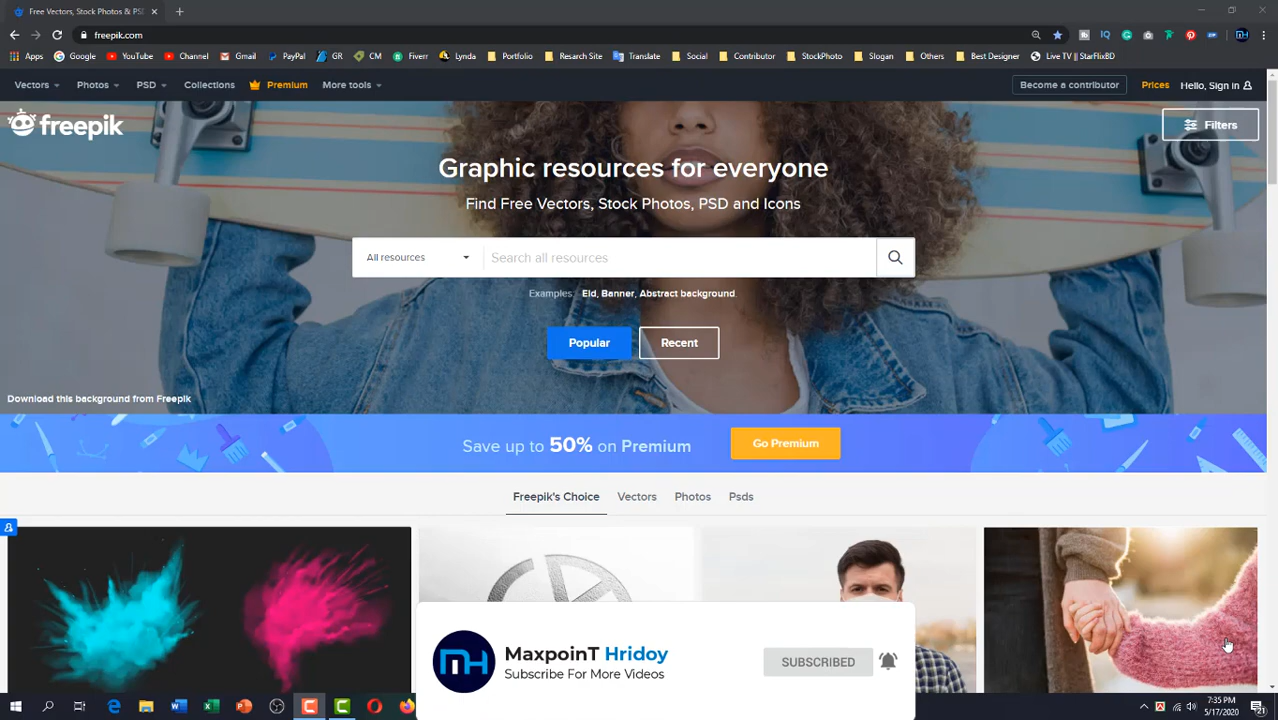 Free Vectors, Stock Photos & PS
freepik.com
Apps Google YouTube Channel Gmail PayPal GR CM Fiverr Lynda Portfolio Resarch Site Translate Social Contributor StockPhoto Slogan Others Best Designer Live TV || StarFlixBD
Vectors Photos PSD Collections Premium More tools Become a contributor Prices Hello, Sign in
freepik
Filters
Graphic resources for everyone
Find Free Vectors, Stock Photos, PSD and Icons
All resources Search all resources
Examples: Eid, Banner, Abstract background.
Popular Recent
Download this background from Freepik
Save up to 50% on Premium Go Premium
Freepik's Choice Vectors Photos Psds
MaxpoinT Hridoy
Subscribe For More Videos
SUBSCRIBED
7:35 PM
5/17/2020
21